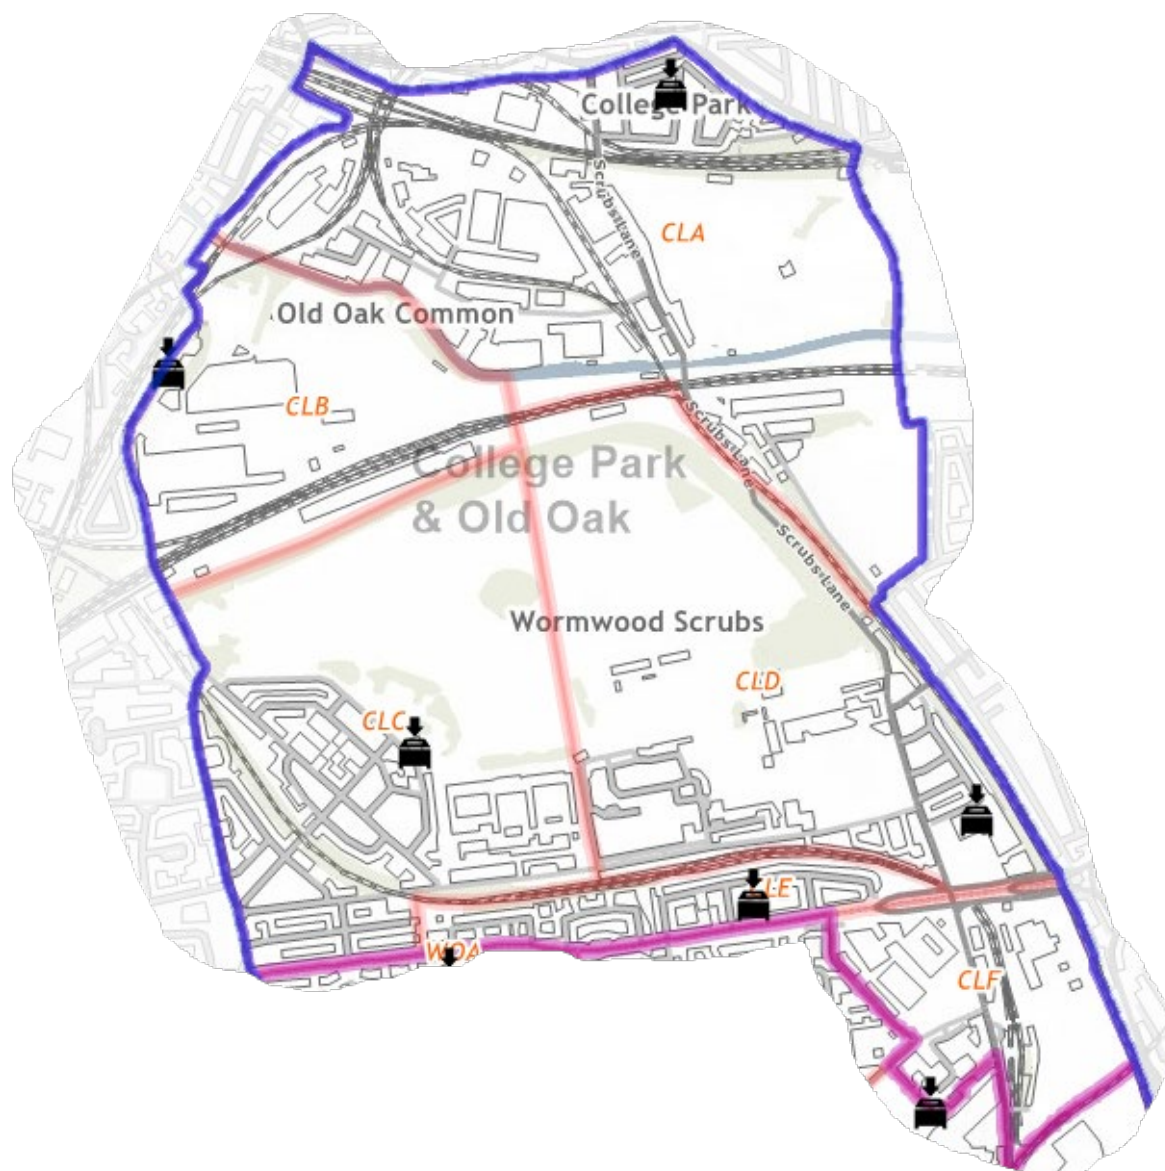 College Park
Scrubs Lane
CLA
Old Oak Common
CLB
Scrubs Lane
College Park
& Old Oak
Scrubs Lane
Wormwood Scrubs
CLD
CLC
LE
WOA
CLF